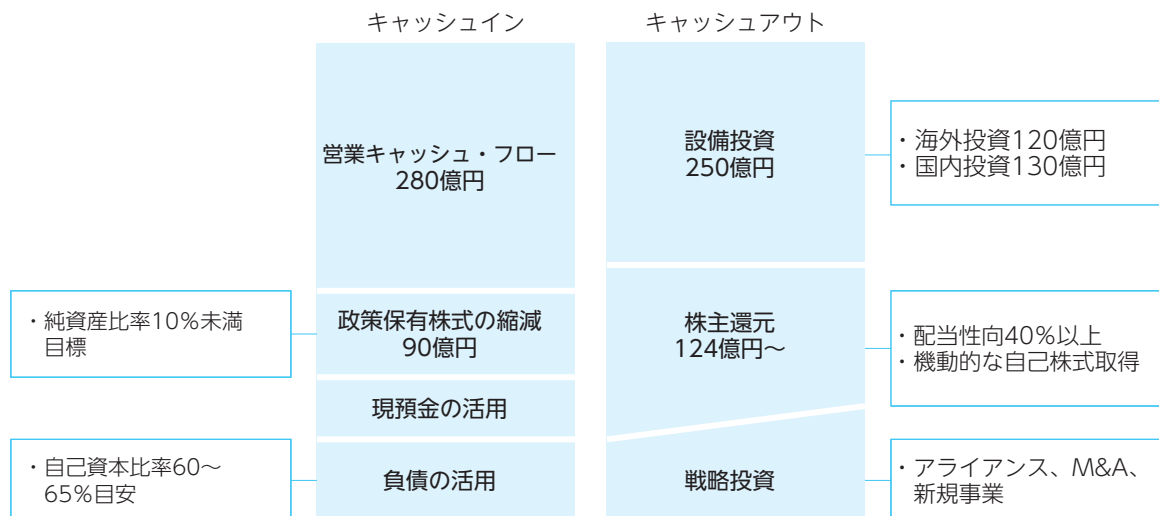 キャッシュイン
キャッシュアウト
営業キャッシュ・フロー
280億円
設備投資
250億円
・海外投資120億円
・国内投資130億円
・純資産比率10%未満
目標
政策保有株式の縮減
90億円
株主還元
124億円〜
・配当性向40%以上
・機動的な自己株式取得
現預金の活用
・自己資本比率60〜
65%目安
負債の活用
戦略投資
・アライアンス、M&A、
新規事業